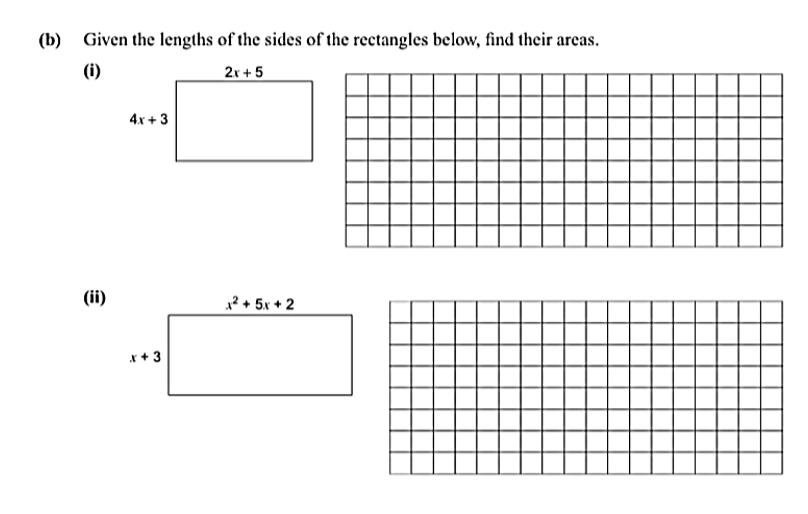 (b) Given the lengths of the sides of the rectangles below, find their areas.
(i)
2x + 5
4x + 3
(ii)
x² + 5x + 2
x + 3